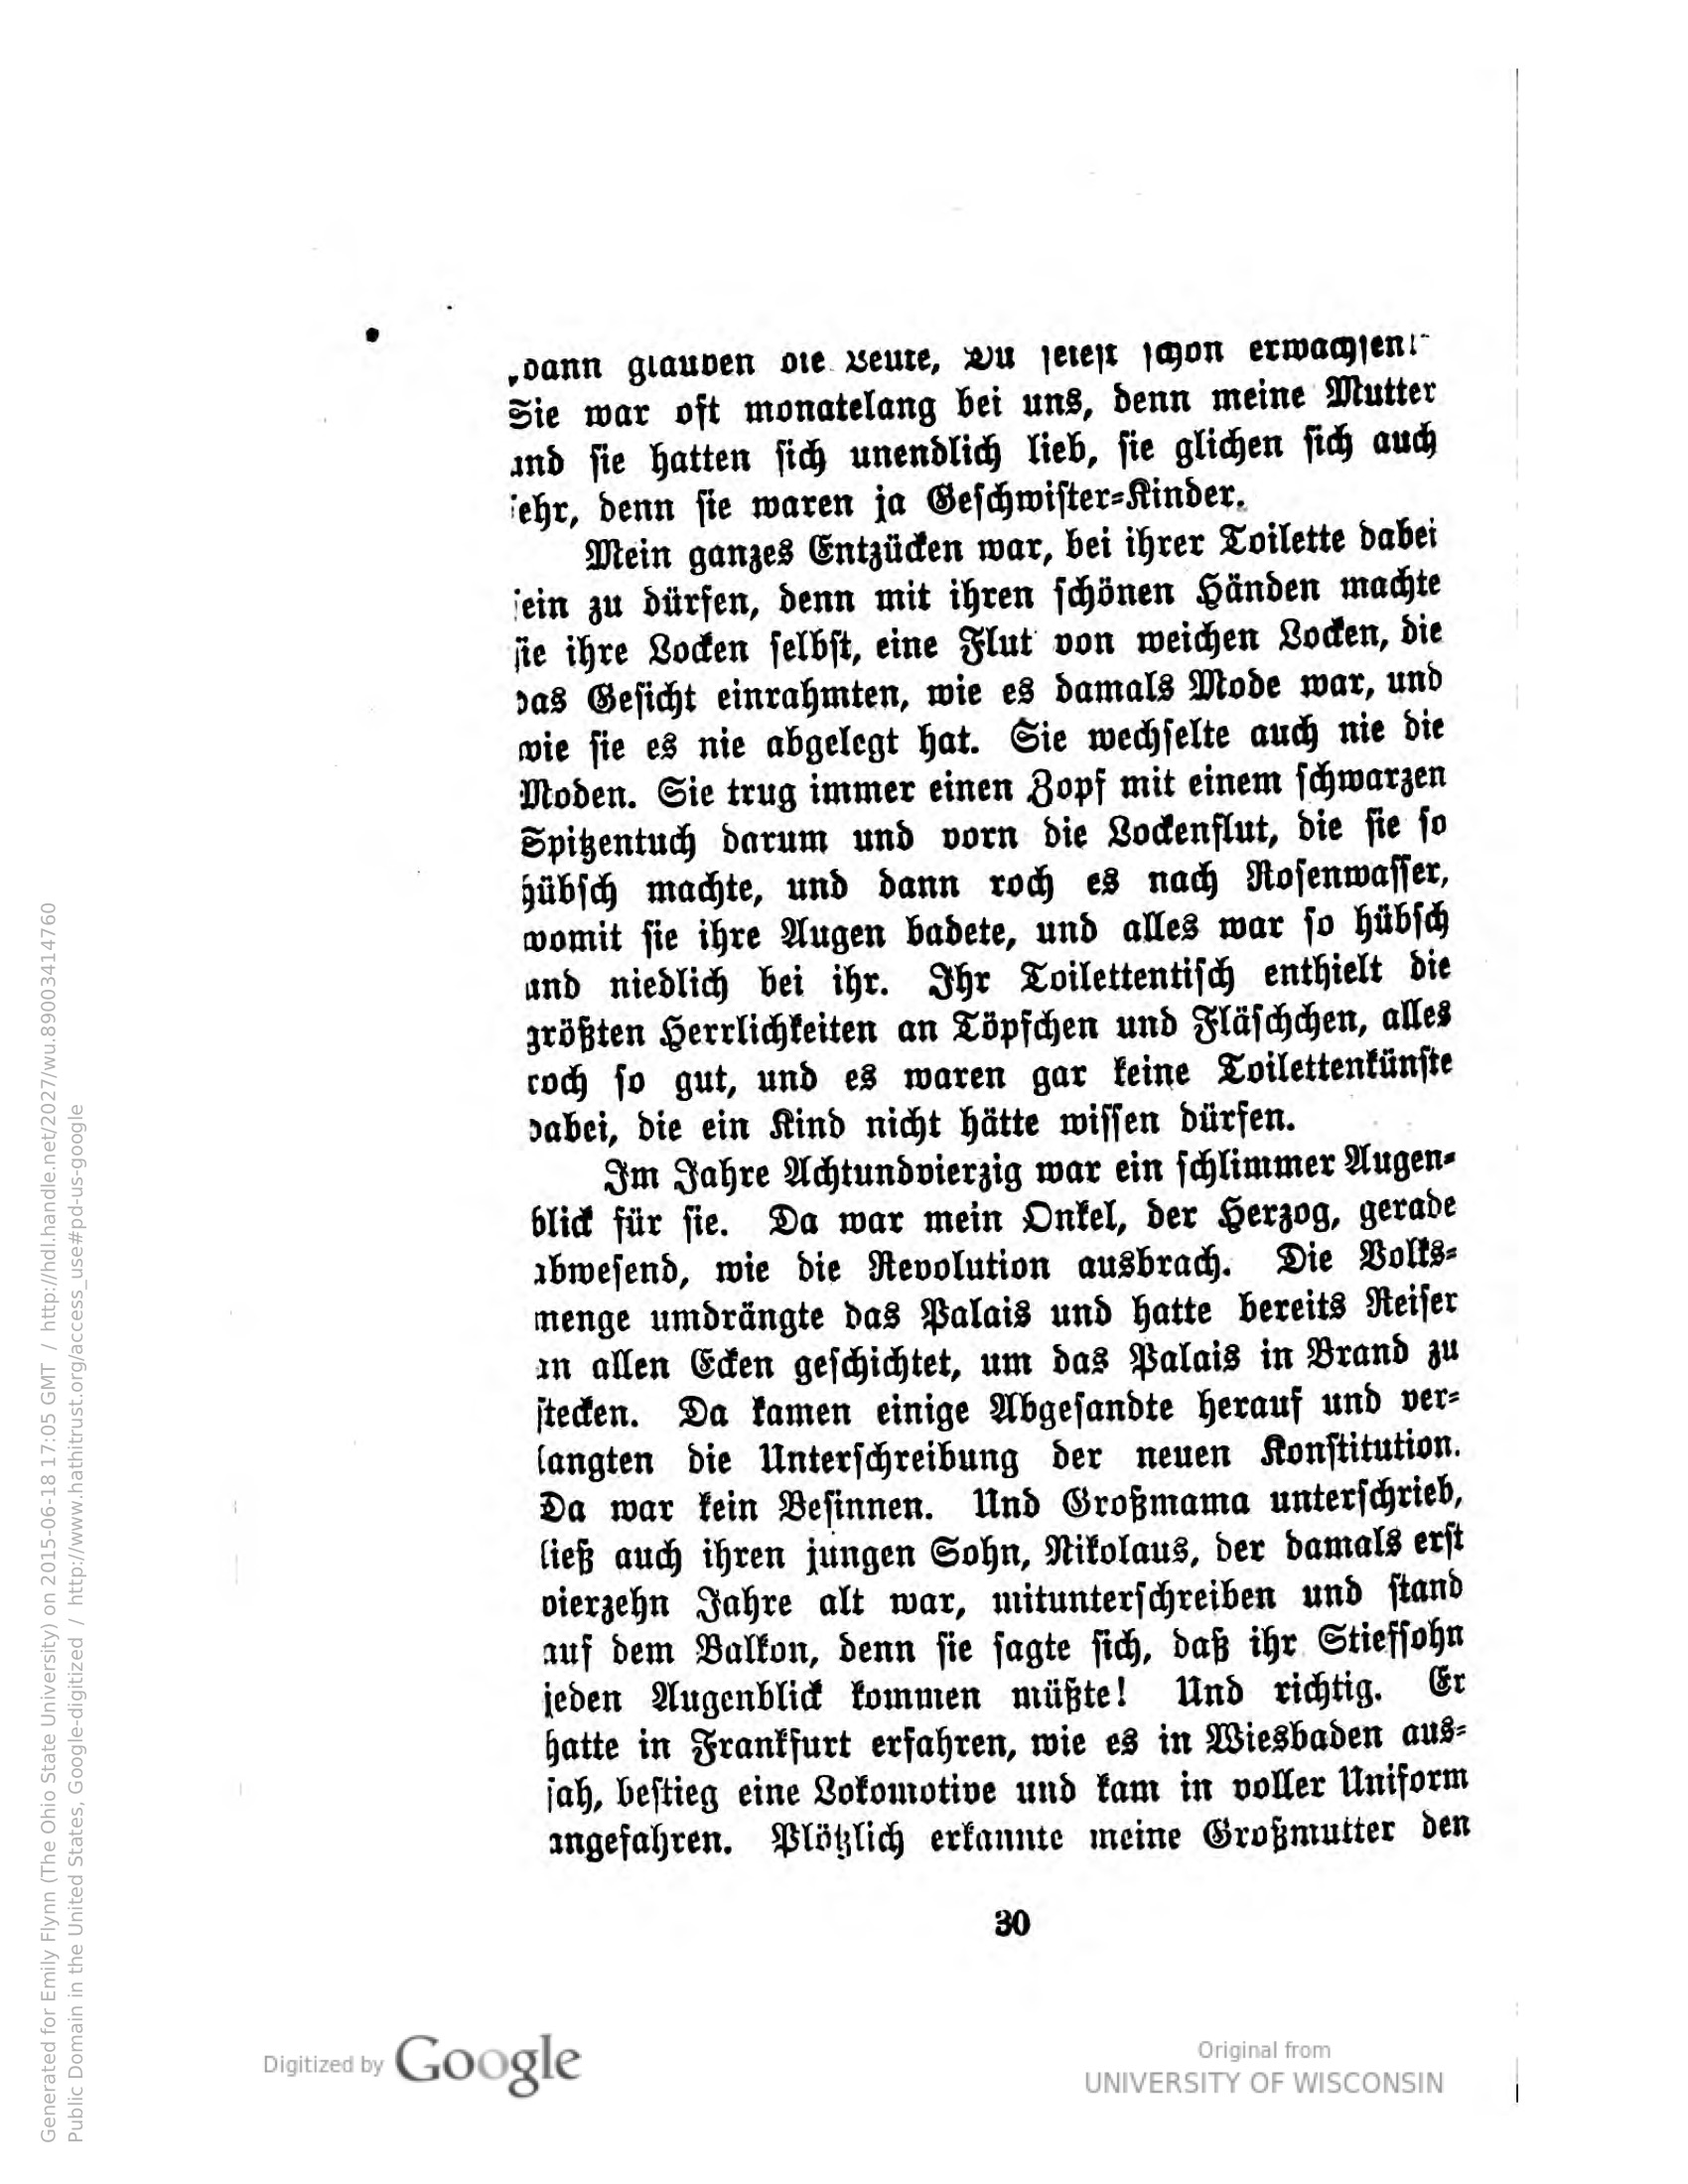 „dann glauben die Leute, Du seiest schon erwachsen!“
Sie war oft monatelang bei uns, denn meine Mutter
und sie hatten sich unendlich lieb, sie glichen sich auch
sehr, denn sie waren ja Geschwister-Kinder.
Mein ganzes Entzücken war, bei ihrer Toilette dabei
sein zu dürfen, denn mit ihren schönen Händen machte
sie ihre Locken selbst, eine Flut von weichen Locken, die
das Gesicht einrahmten, wie es damals Mode war, und
wie sie es nie abgelegt hat. Sie wechselte auch nie die
Moden. Sie trug immer einen Zopf mit einem schwarzen
Spitzentuch darum und vorn die Lockenflut, die sie so
hübsch machte, und dann roch es nach Rosenwasser,
womit sie ihre Augen badete, und alles war so hübsch
und niedlich bei ihr. Ihr Toilettentisch enthielt die
größten Herrlichkeiten an Töpfchen und Fläschchen, alles
roch so gut, und es waren gar keine Toilettenkünste
dabei, die ein Kind nicht hätte wissen dürfen.
Im Jahre Achtundvierzig war ein schlimmer Augen-
blick für sie. Da war mein Onkel, der Herzog, gerade
abwesend, wie die Revolution ausbrach. Die Volks-
menge umdrängte das Palais und hatte bereits Reiser
an allen Ecken geschichtet, um das Palais in Brand zu
stecken. Da kamen einige Abgesandte herauf und ver-
langten die Unterschreibung der neuen Konstitution.
Da war kein Besinnen. Und Großmama unterschrieb,
ließ auch ihren jungen Sohn, Nikolaus, der damals erst
vierzehn Jahre alt war, mitunterschreiben und stand
auf dem Balkon, denn sie sagte sich, daß ihr Stiefsohn
jeden Augenblick kommen müßte! Und richtig. Er
hatte in Frankfurt erfahren, wie es in Wiesbaden aus-
sah, bestieg eine Lokomotive und kam in voller Uniform
angefahren. Plötzlich erkannte meine Großmutter den
30
Digitized by Google
Original from
UNIVERSITY OF WISCONSIN
Generated for Emily Flynn (The Ohio State University) on 2015-06-18 17:05 GMT / http://hdl.handle.net/2027/wu.89003414760
Public Domain in the United States, Google-digitized / http://www.hathitrust.org/access_use#pd-us-google